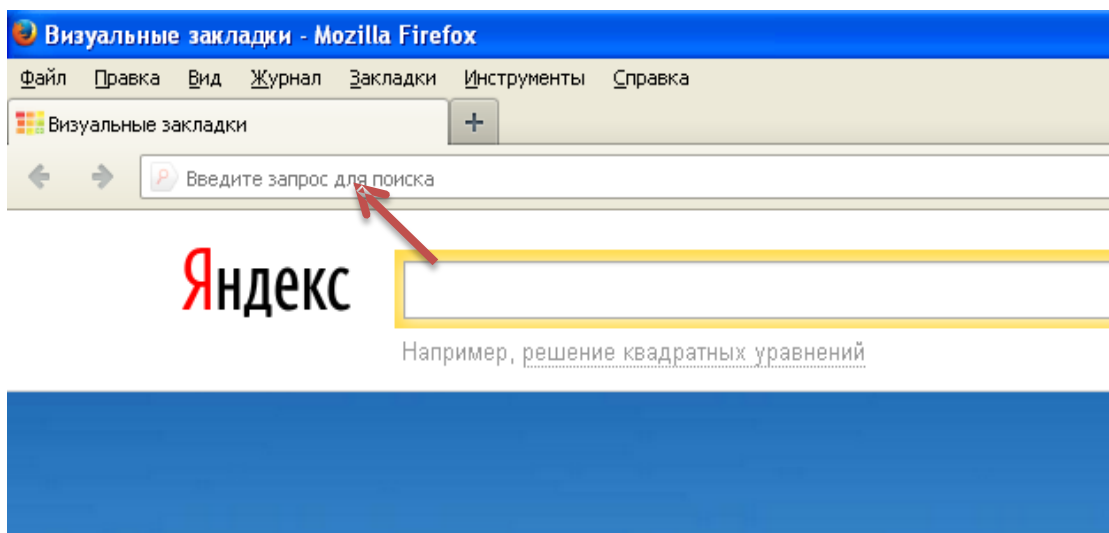 Визуальные закладки - Mozilla Firefox
Файл Правка Вид Журнал Закладки Инструменты Справка
Визуальные закладки +
Введите запрос для поиска
Яндекс
Например, решение квадратных уравнений